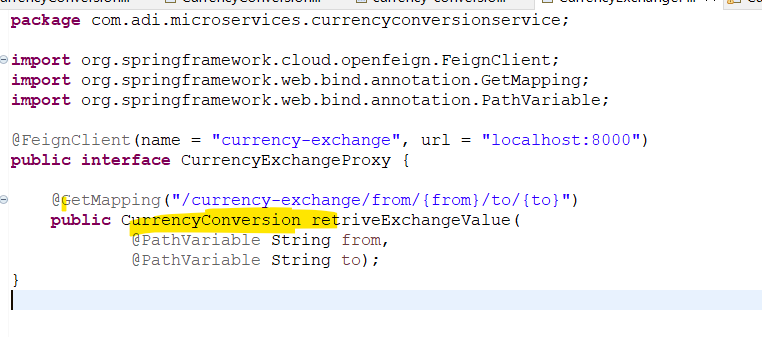 package com.adi.microservices.currencyconversionservice;
import org.springframework.cloud.openfeign.FeignClient;
import org.springframework.web.bind.annotation.GetMapping;
import org.springframework.web.bind.annotation.PathVariable;
@FeignClient(name = "currency-exchange", url = "localhost:8000")
public interface CurrencyExchangeProxy {
@GetMapping("/currency-exchange/from/{from}/to/{to}")
public CurrencyConversion retriveExchangeValue(
@PathVariable String from,
@PathVariable String to);
}